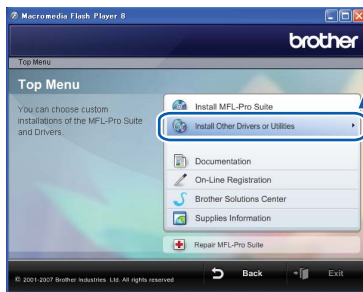 Macromedia Flash Player 8
brother
Top Menu
Top Menu
You can choose custom
installations of the MFL-Pro Suite
and Drivers.
Install MFL-Pro Suite
Install Other Drivers or Utilities
Documentation
On-Line Registration
Brother Solutions Center
Supplies Information
Repair MFL-Pro Suite
© 2001-2007 Brother Industries Ltd. All rights reserved
Back
Exit